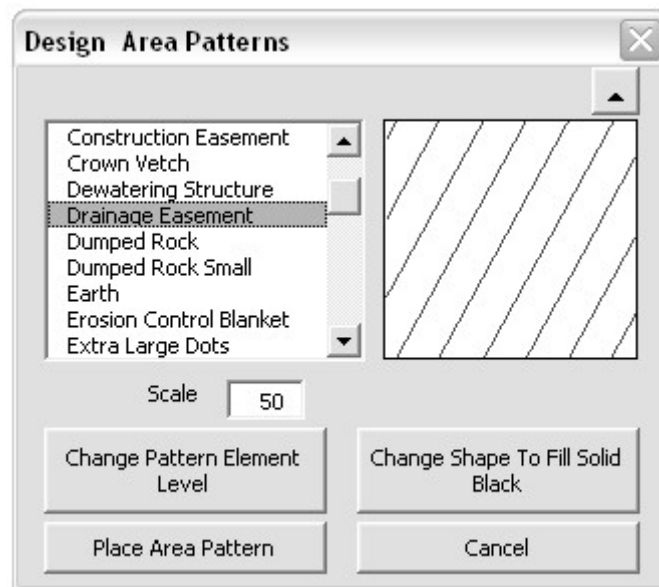 Design Area Patterns
Construction Easement
Crown Vetch
Dewatering Structure
Drainage Easement
Dumped Rock
Dumped Rock Small
Earth
Erosion Control Blanket
Extra Large Dots
Scale 50
Change Pattern Element
Level
Change Shape To Fill Solid
Black
Place Area Pattern
Cancel